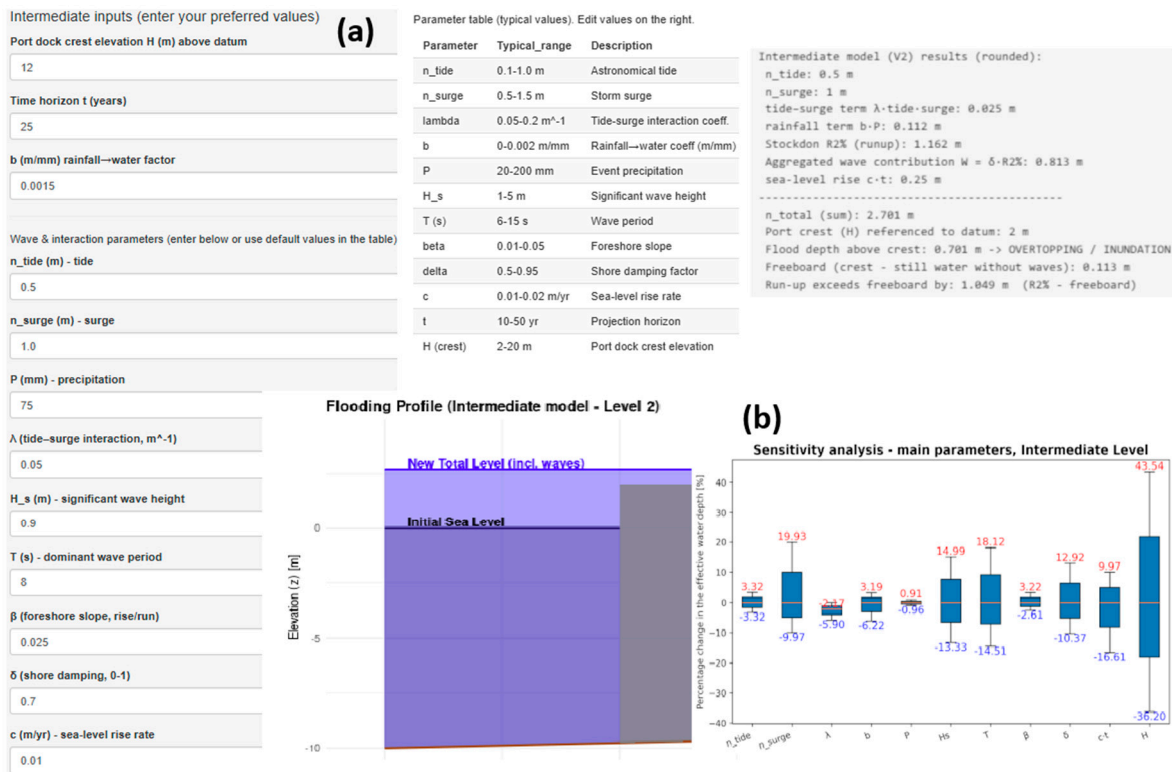 Intermediate inputs (enter your preferred values)
(a)
Port dock crest elevation H (m) above datum
12
Time horizon t (years)
25
b (m/mm) rainfall→water factor
0.0015
Wave & interaction parameters (enter below or use default values in the table)
n_tide (m) - tide
0.5
n_surge (m) - surge
1.0
P (mm) - precipitation
75
λ (tide–surge interaction, m^-1)
0.05
H_s (m) - significant wave height
0.9
T (s) - dominant wave period
8
β (foreshore slope, rise/run)
0.025
δ (shore damping, 0-1)
0.7
c (m/yr) - sea-level rise rate
0.01
Parameter table (typical values). Edit values on the right.
Parameter Typical_range Description
n_tide 0.1-1.0 m Astronomical tide
n_surge 0.5-1.5 m Storm surge
lambda 0.05-0.2 m^-1 Tide-surge interaction coeff.
b 0-0.002 m/mm Rainfall→water coeff (m/mm)
P 20-200 mm Event precipitation
H_s 1-5 m Significant wave height
T (s) 6-15 s Wave period
beta 0.01-0.05 Foreshore slope
delta 0.5-0.95 Shore damping factor
c 0.01-0.02 m/yr Sea-level rise rate
t 10-50 yr Projection horizon
H (crest) 2-20 m Port dock crest elevation
Intermediate model (V2) results (rounded):
n_tide: 0.5 m
n_surge: 1 m
tide–surge term λ·tide·surge: 0.025 m
rainfall term b·P: 0.112 m
Stockdon R2% (runup): 1.162 m
Aggregated wave contribution W = δ·R2%: 0.813 m
sea-level rise c·t: 0.25 m
--------------------------------------------
n_total (sum): 2.701 m
Port crest (H) referenced to datum: 2 m
Flood depth above crest: 0.701 m -> OVERTOPPING / INUNDATION
Freeboard (crest - still water without waves): 0.113 m
Run-up exceeds freeboard by: 1.049 m (R2% - freeboard)
Flooding Profile (Intermediate model - Level 2)
New Total Level (incl. waves)
Initial Sea Level
Elevation (z) [m]
0
-5
-10
(b)
Sensitivity analysis - main parameters, Intermediate Level
Percentage change in the effective water depth [%]
40
30
20
10
0
−10
−20
−30
−40
3.32 19.93 -2.17 3.19 0.91 14.99 18.12 3.22 12.92 9.97 43.54
-3.32 -9.97 -5.90 -6.22 -0.96 -13.33 -14.51 -2.61 -10.37 -16.61 -36.20
n_tide n_surge λ b P Hs T β δ c·t H